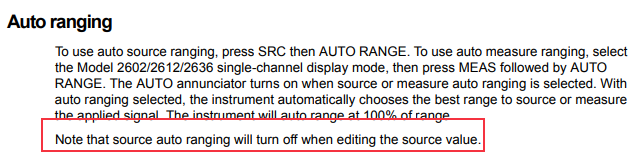 Auto ranging
To use auto source ranging, press SRC then AUTO RANGE. To use auto measure ranging, select
the Model 2602/2612/2636 single-channel display mode, then press MEAS followed by AUTO
RANGE. The AUTO annunciator turns on when source or measure auto ranging is selected. With
auto ranging selected, the instrument automatically chooses the best range to source or measure
the applied signal. The instrument will auto range at 100% of range.
Note that source auto ranging will turn off when editing the source value.